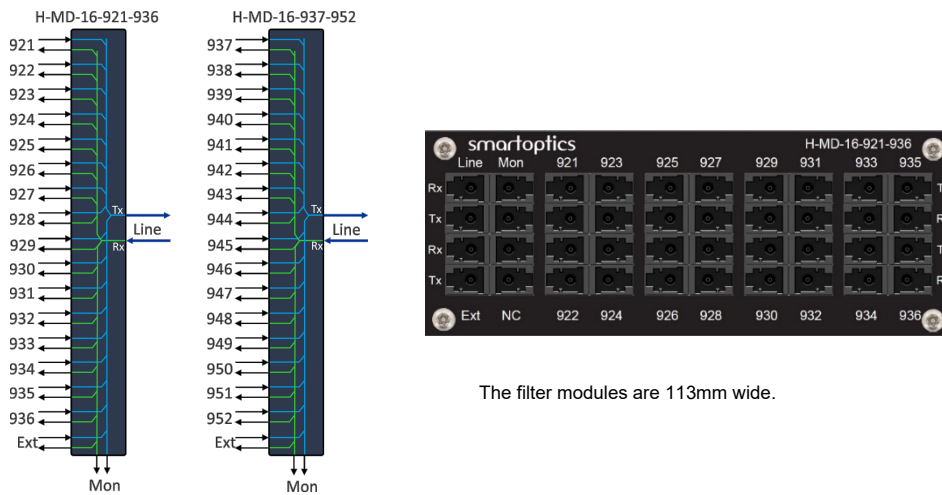 H-MD-16-921-936
921
922
923
924
925
926
927
928
929
930
931
932
933
934
935
936
Ext
Tx
Line
Rx
Mon
H-MD-16-937-952
937
938
939
940
941
942
943
944
945
946
947
948
949
950
951
952
Ext
Tx
Line
Rx
Mon
smartoptics H-MD-16-921-936
Line Mon 921 923 925 927 929 931 933 935
Rx
Tx
Rx
Tx
T
R
T
R
Ext NC 922 924 926 928 930 932 934 936
The filter modules are 113mm wide.